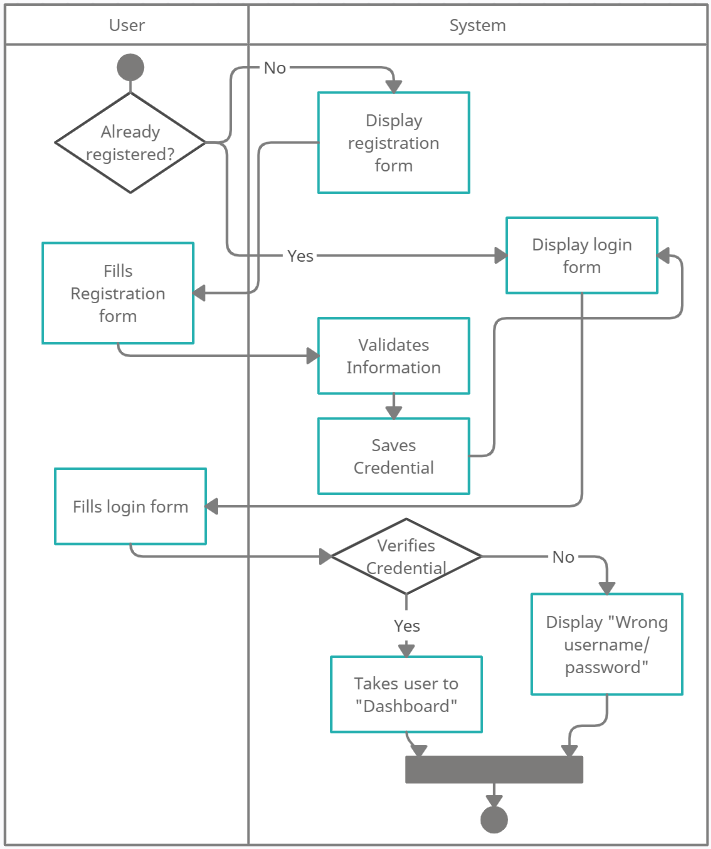 User
System
No
Already
registered?
Display
registration
form
Yes
Display login
form
Fills
Registration
form
Validates
Information
Saves
Credential
Fills login form
Verifies
Credential
No
Yes
Display "Wrong
username/
password"
Takes user to
"Dashboard"